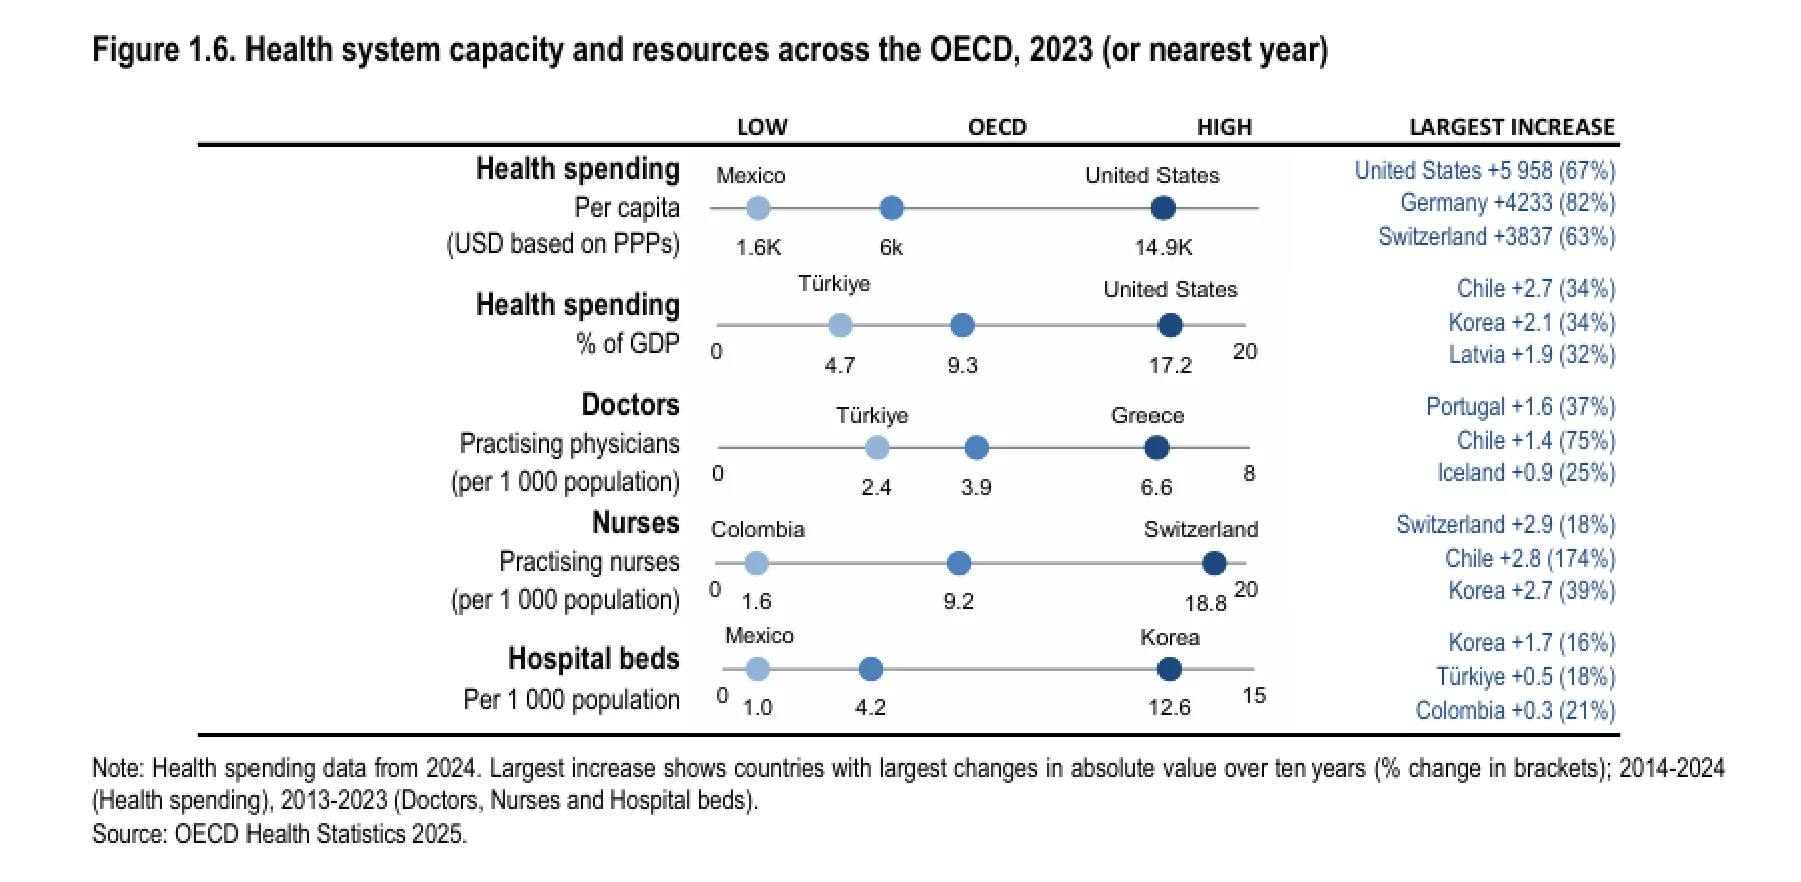 Figure 1.6. Health system capacity and resources across the OECD, 2023 (or nearest year)
LOW OECD HIGH LARGEST INCREASE
Health spending
Per capita
(USD based on PPPs)
Mexico United States
1.6K 6k 14.9K
United States +5 958 (67%)
Germany +4233 (82%)
Switzerland +3837 (63%)
Health spending
% of GDP
Türkiye United States
0 4.7 9.3 17.2 20
Chile +2.7 (34%)
Korea +2.1 (34%)
Latvia +1.9 (32%)
Doctors
Practising physicians
(per 1 000 population)
Türkiye Greece
0 2.4 3.9 6.6 8
Portugal +1.6 (37%)
Chile +1.4 (75%)
Iceland +0.9 (25%)
Nurses
Practising nurses
(per 1 000 population)
Colombia Switzerland
0 1.6 9.2 18.8 20
Switzerland +2.9 (18%)
Chile +2.8 (174%)
Korea +2.7 (39%)
Hospital beds
Per 1 000 population
Mexico Korea
0 1.0 4.2 12.6 15
Korea +1.7 (16%)
Türkiye +0.5 (18%)
Colombia +0.3 (21%)
Note: Health spending data from 2024. Largest increase shows countries with largest changes in absolute value over ten years (% change in brackets); 2014-2024
(Health spending), 2013-2023 (Doctors, Nurses and Hospital beds).
Source: OECD Health Statistics 2025.